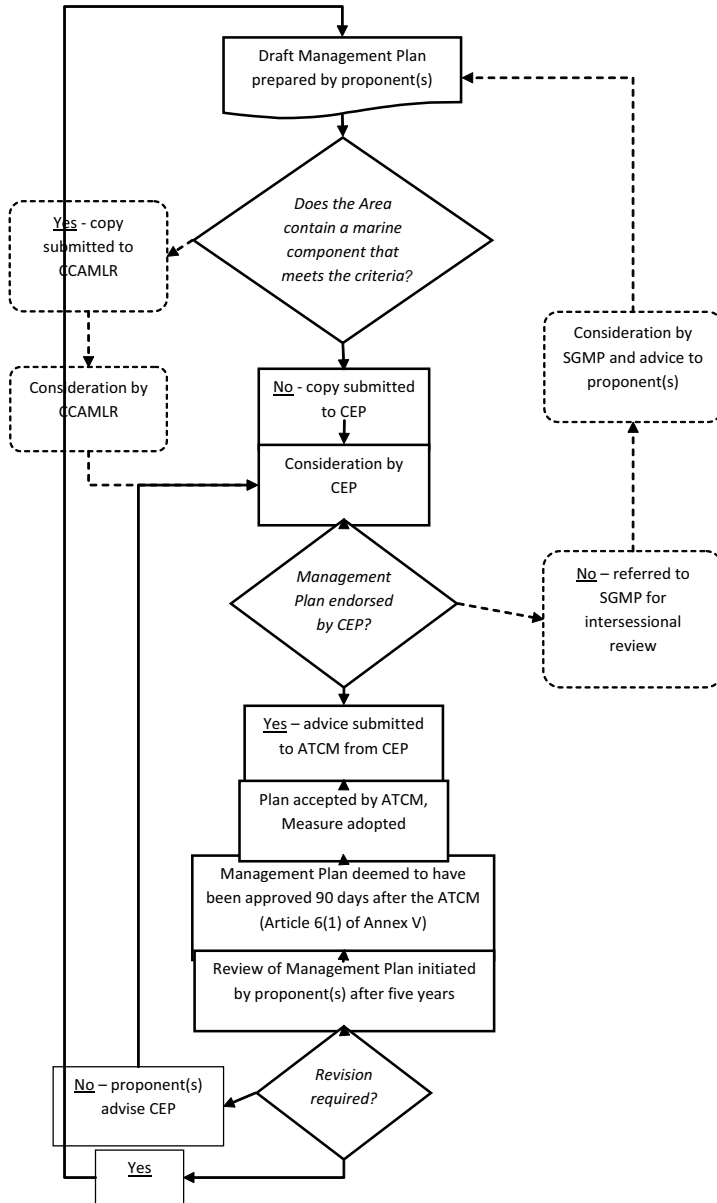 Draft Management Plan
prepared by proponent(s)
Does the Area
contain a marine
component that
meets the criteria?
Yes - copy
submitted to
CCAMLR
Consideration by
CCAMLR
No - copy submitted
to CEP
Consideration by
CEP
Management
Plan endorsed
by CEP?
No – referred to
SGMP for
intersessional
review
Consideration by
SGMP and advice to
proponent(s)
Yes – advice submitted
to ATCM from CEP
Plan accepted by ATCM,
Measure adopted
Management Plan deemed to have
been approved 90 days after the ATCM
(Article 6(1) of Annex V)
Review of Management Plan initiated
by proponent(s) after five years
Revision
required?
No – proponent(s)
advise CEP
Yes